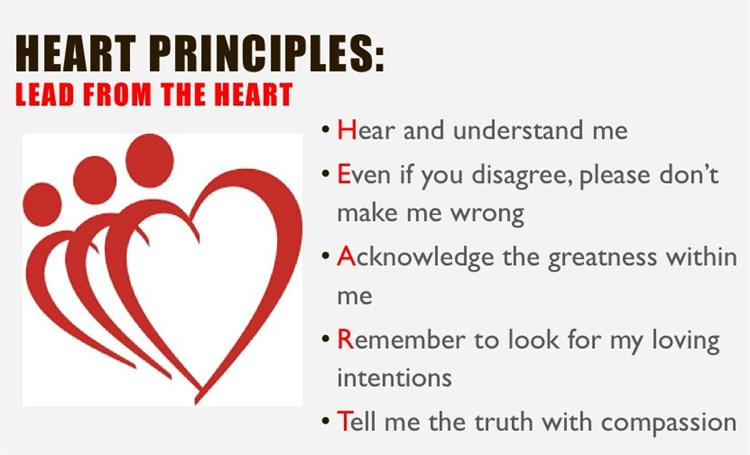 HEART PRINCIPLES:
LEAD FROM THE HEART
• Hear and understand me
• Even if you disagree, please don’t
make me wrong
• Acknowledge the greatness within
me
• Remember to look for my loving
intentions
• Tell me the truth with compassion